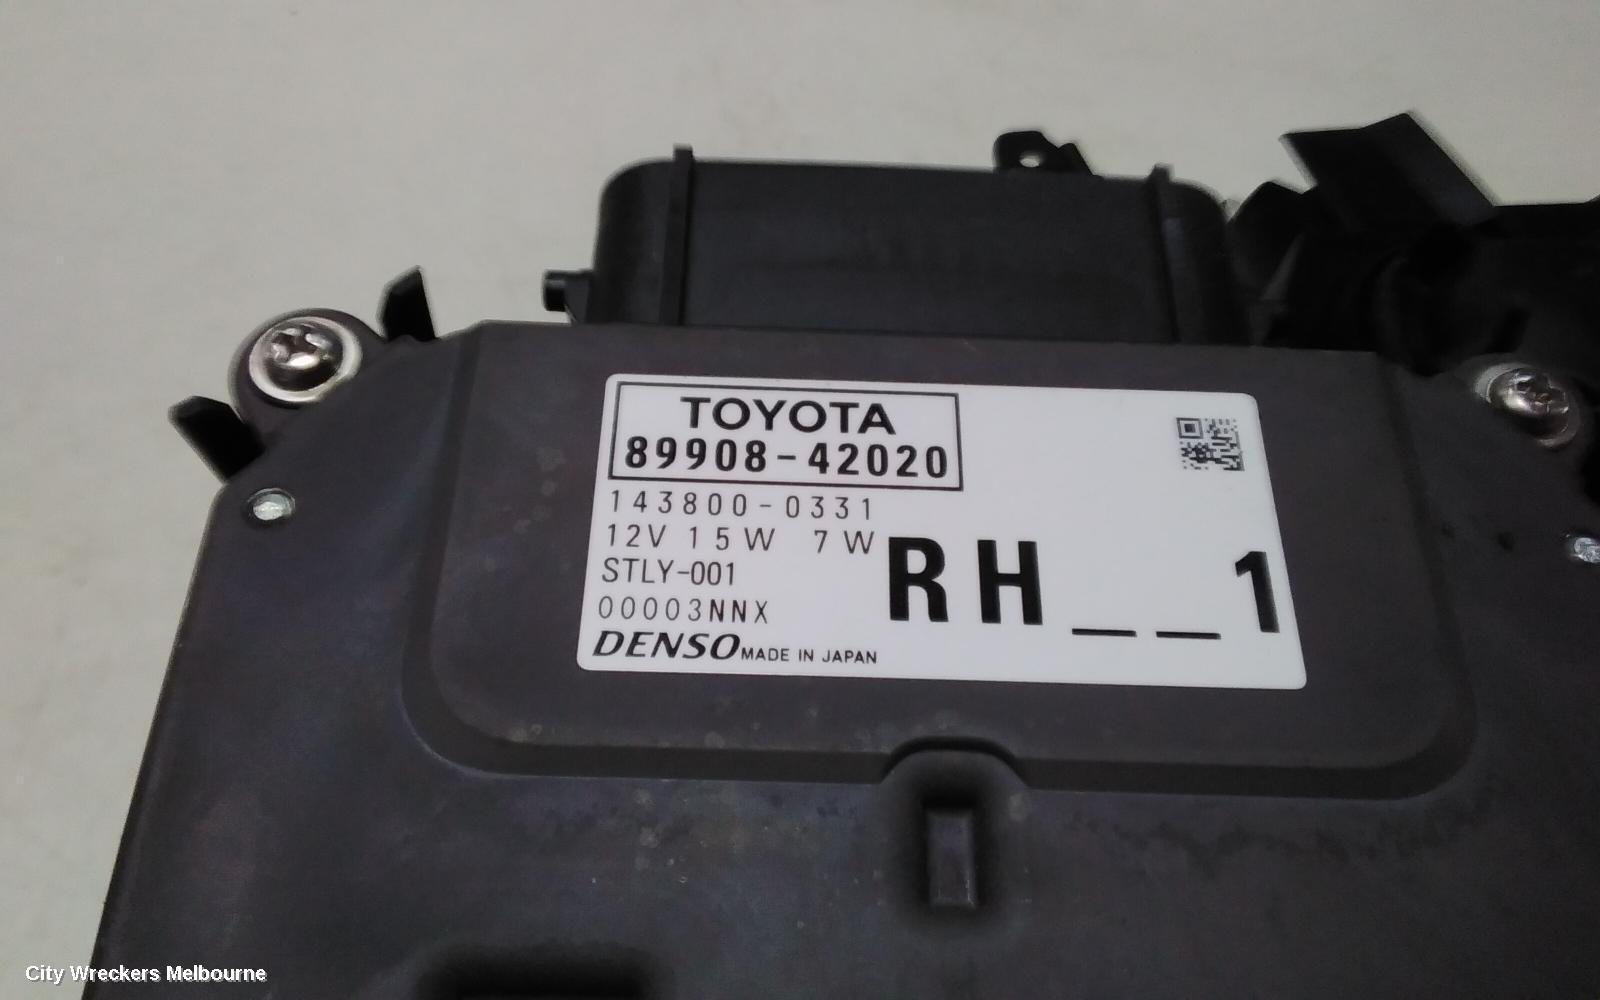 TOYOTA
89908-42020
143800-0331
12V 15W 7W
STLY-001
00003NNX
RH__1
DENSO MADE IN JAPAN
City Wreckers Melbourne